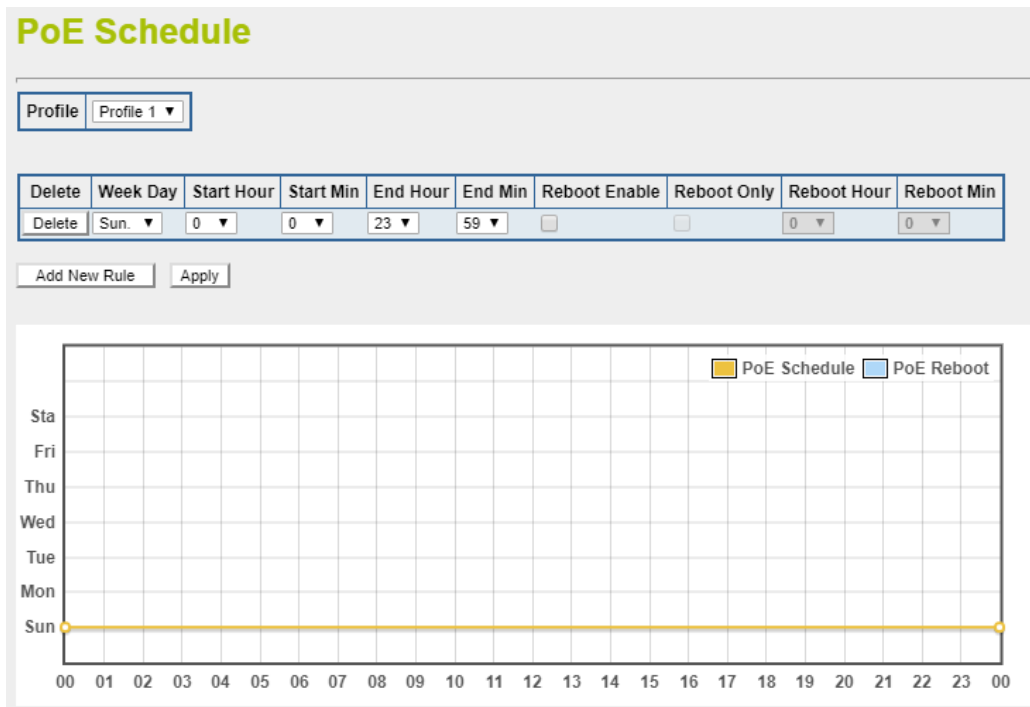 PoE Schedule
Profile Profile 1
Delete Week Day Start Hour Start Min End Hour End Min Reboot Enable Reboot Only Reboot Hour Reboot Min
Delete Sun. 0 0 23 59 0 0
Add New Rule Apply
PoE Schedule PoE Reboot
Sta
Fri
Thu
Wed
Tue
Mon
Sun
00 01 02 03 04 05 06 07 08 09 10 11 12 13 14 15 16 17 18 19 20 21 22 23 00